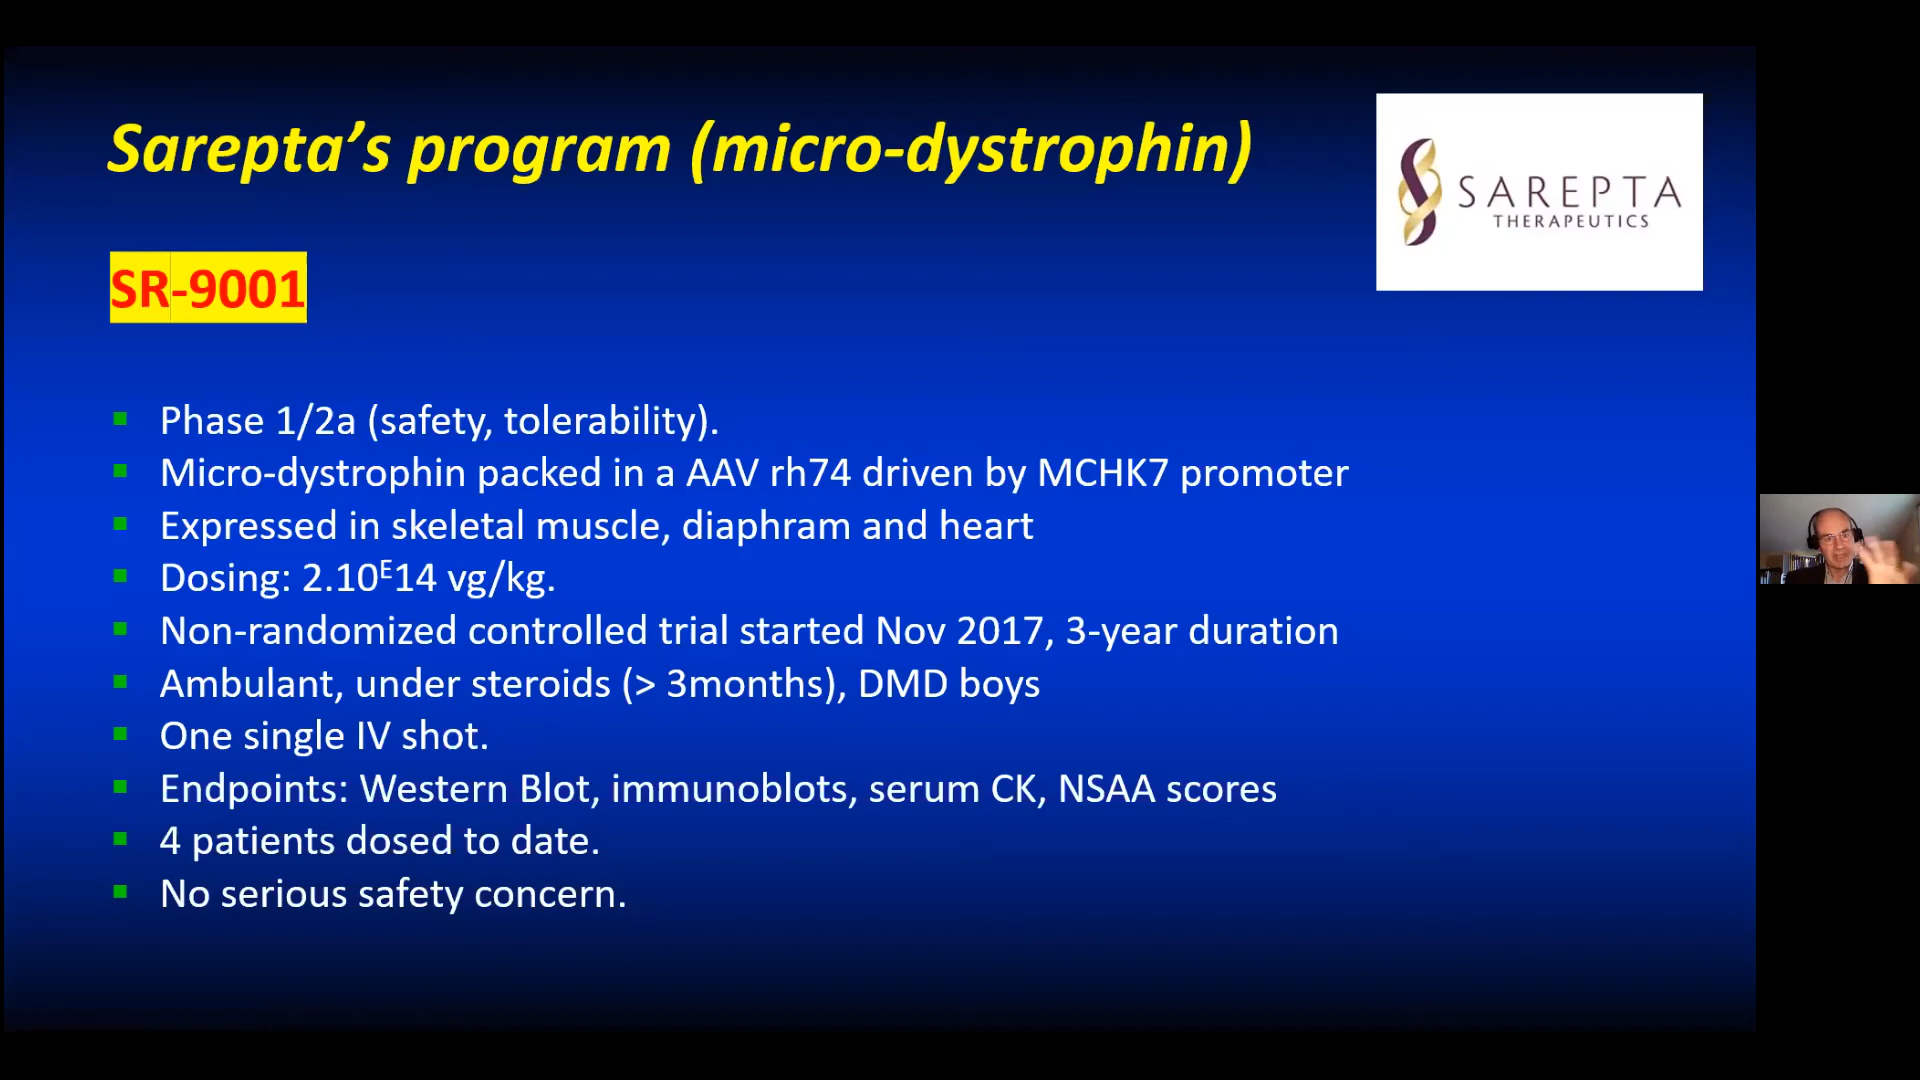 Sarepta’s program (micro-dystrophin)
SAREPTA
THERAPEUTICS
SR-9001
Phase 1/2a (safety, tolerability).
Micro-dystrophin packed in a AAV rh74 driven by MCHK7 promoter
Expressed in skeletal muscle, diaphram and heart
Dosing: 2.10ᴱ14 vg/kg.
Non-randomized controlled trial started Nov 2017, 3-year duration
Ambulant, under steroids (> 3months), DMD boys
One single IV shot.
Endpoints: Western Blot, immunoblots, serum CK, NSAA scores
4 patients dosed to date.
No serious safety concern.